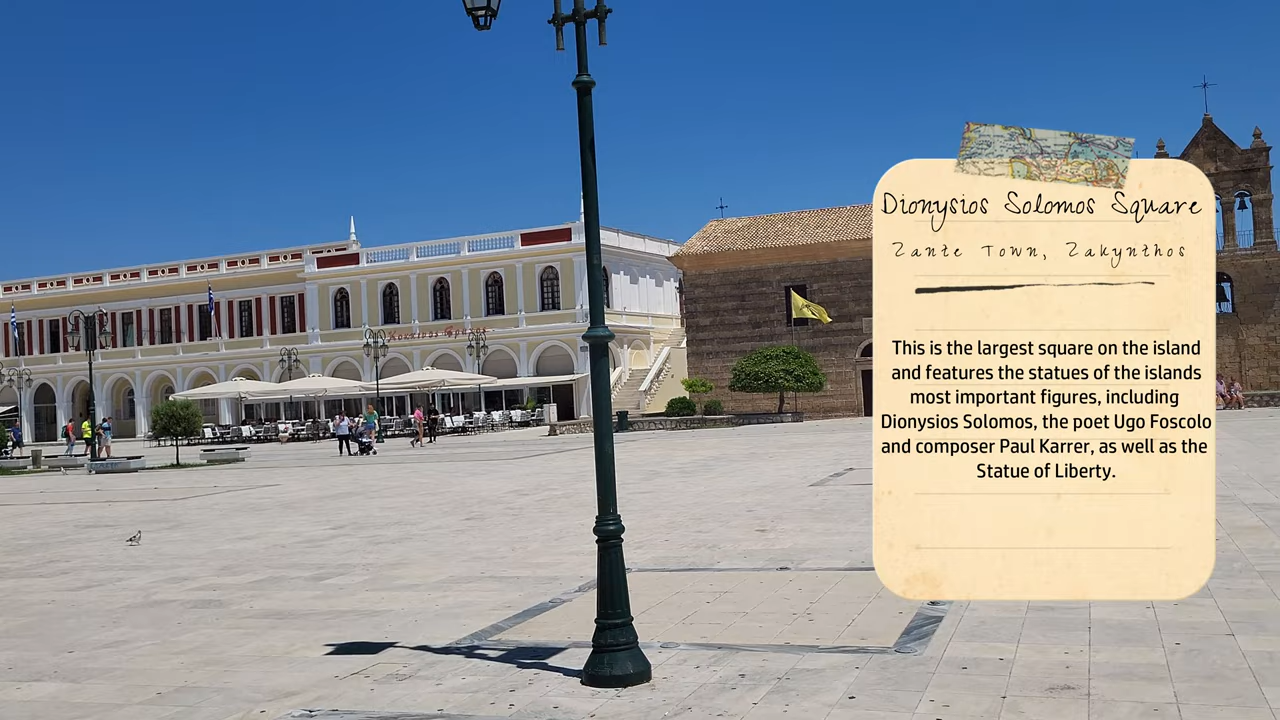 Κόκκινος Βράχος
Dionysios Solomos Square
Zante Town, Zakynthos
This is the largest square on the island
and features the statues of the islands
most important figures, including
Dionysios Solomos, the poet Ugo Foscolo
and composer Paul Karrer, as well as the
Statue of Liberty.